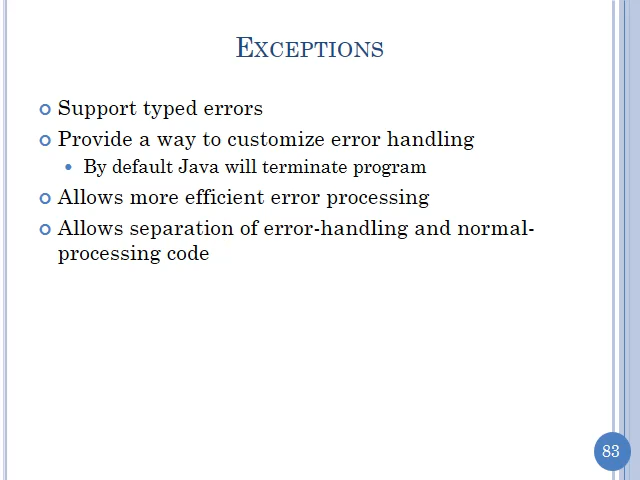 EXCEPTIONS
Support typed errors
Provide a way to customize error handling
By default Java will terminate program
Allows more efficient error processing
Allows separation of error-handling and normal-
processing code
83